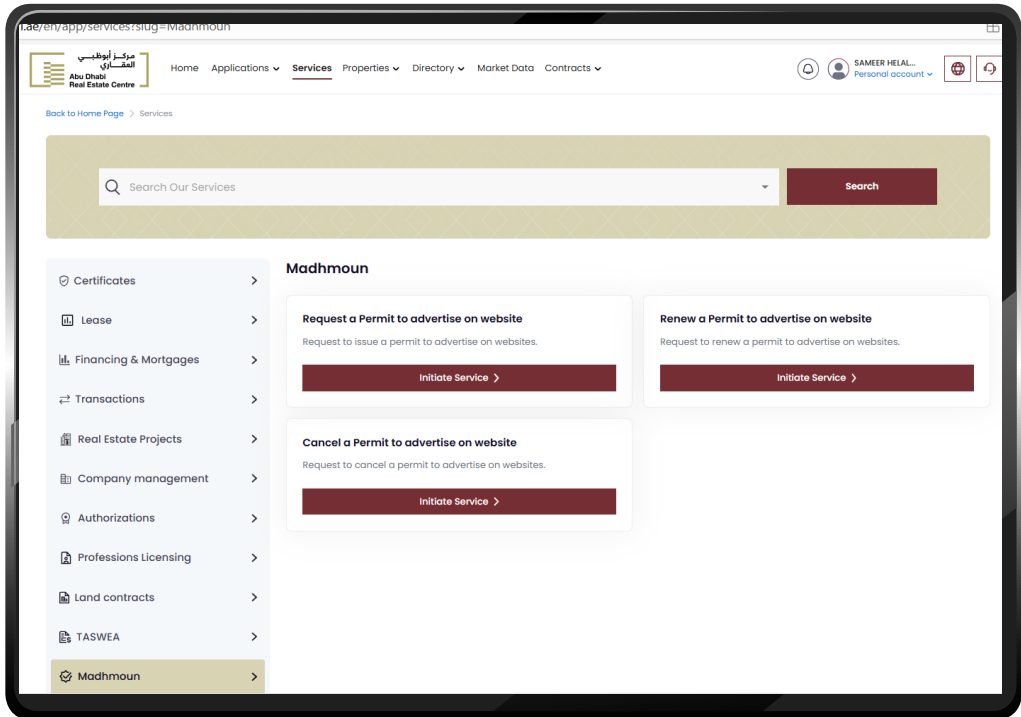 i.ae/en/app/services?slug=Madhmoun
مركـز أبوظبـــي
العقــــاري
Abu Dhabi
Real Estate Centre
Home Applications Services Properties Directory Market Data Contracts
SAMEER HELAL...
Personal account
Back to Home Page > Services
Search Our Services
Search
Certificates
Lease
Financing & Mortgages
Transactions
Real Estate Projects
Company management
Authorizations
Professions Licensing
Land contracts
TASWEA
Madhmoun
Madhmoun
Request a Permit to advertise on website
Request to issue a permit to advertise on websites.
Initiate Service
Renew a Permit to advertise on website
Request to renew a permit to advertise on websites.
Initiate Service
Cancel a Permit to advertise on website
Request to cancel a permit to advertise on websites.
Initiate Service